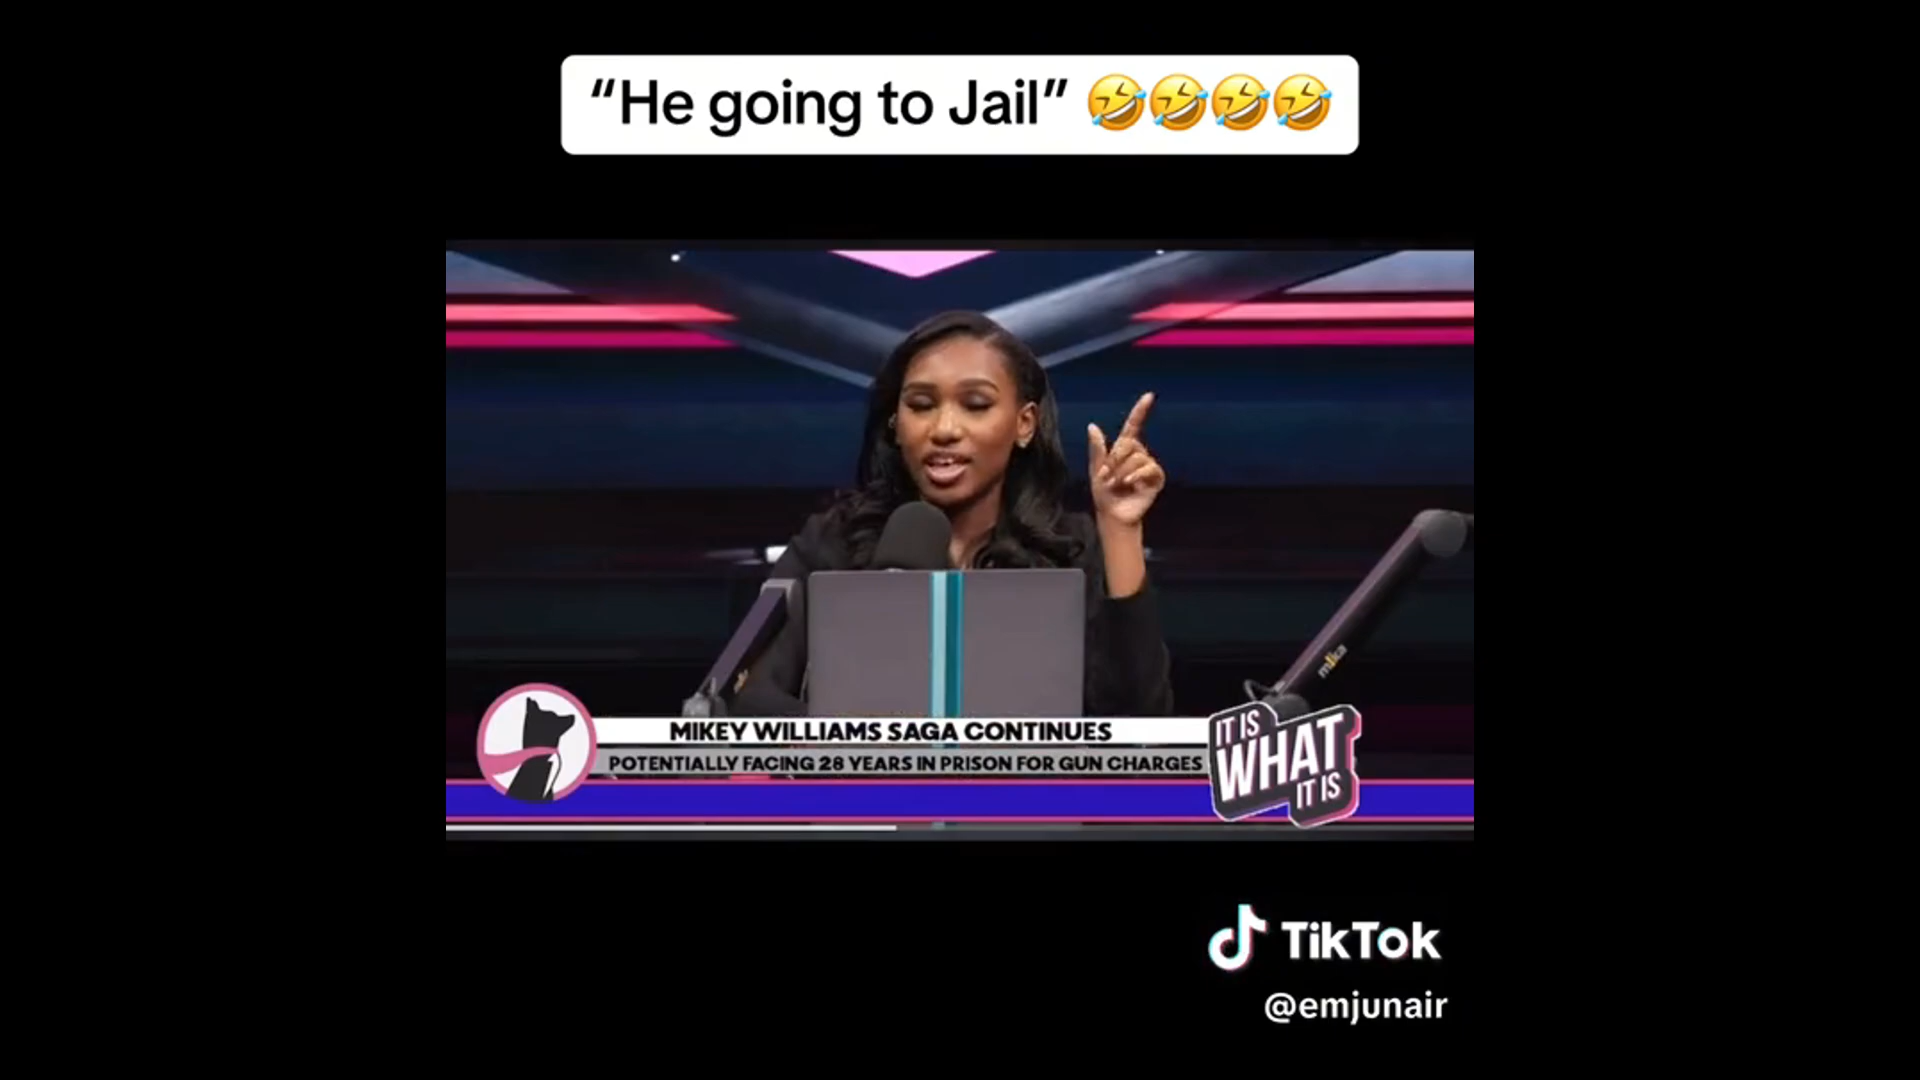 “He going to Jail” 🤣🤣🤣🤣
MIKEY WILLIAMS SAGA CONTINUES
POTENTIALLY FACING 28 YEARS IN PRISON FOR GUN CHARGES
IT IS
WHAT
IT IS
mika
TikTok
@emjunair